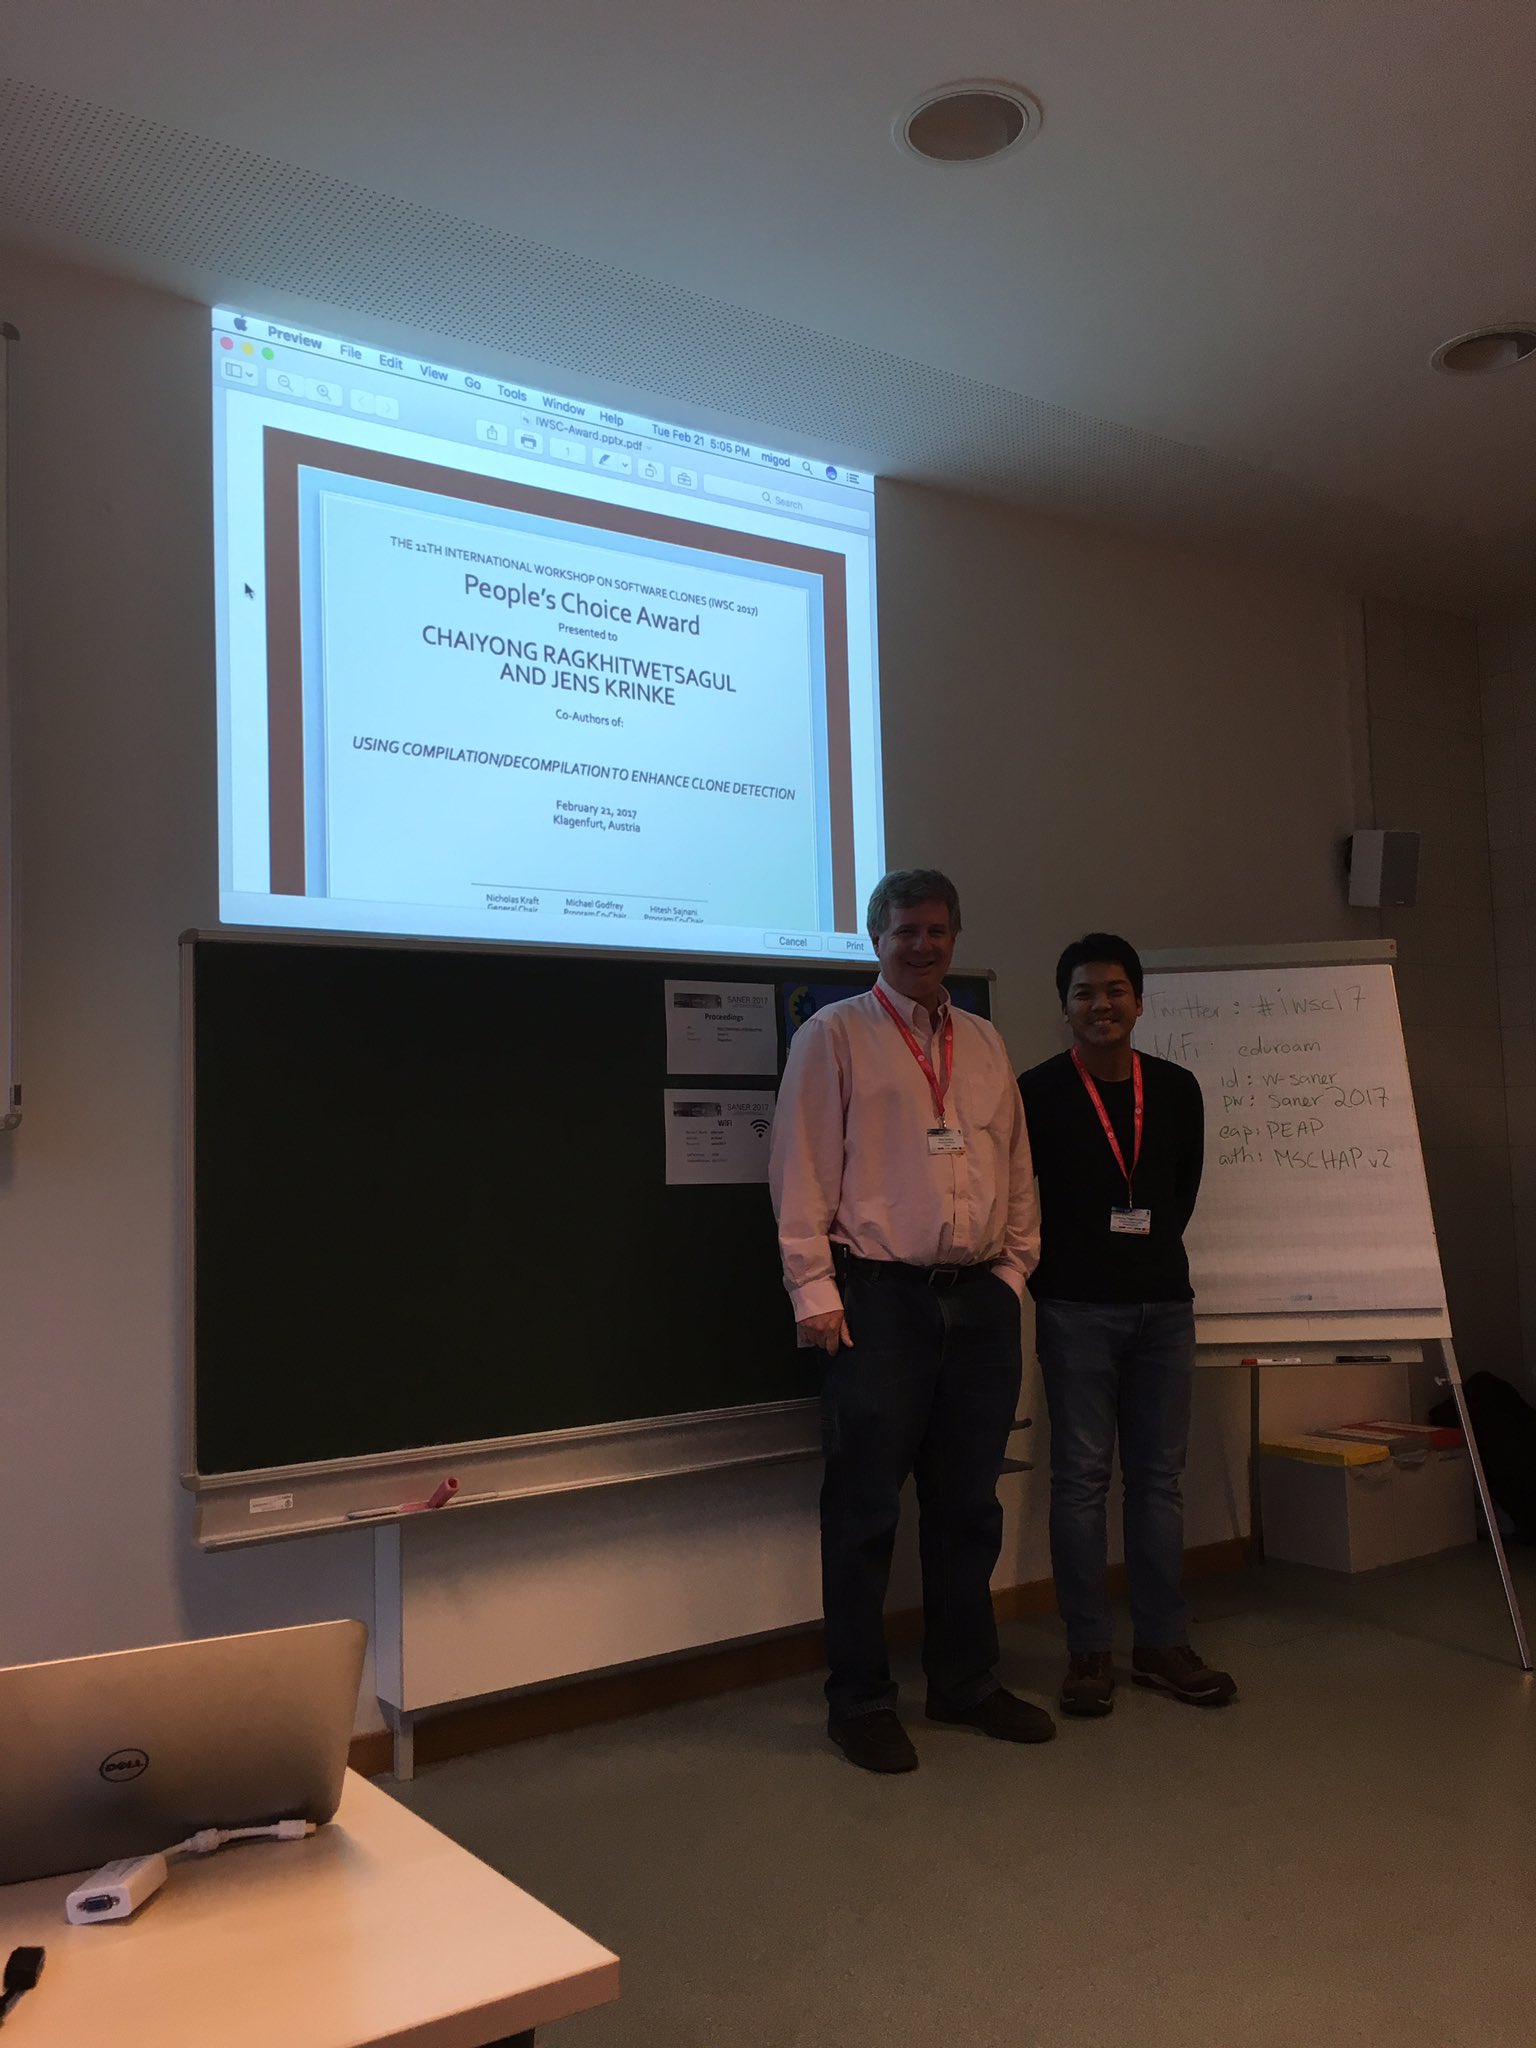 Preview File Edit View Go Tools Window Help Tue Feb 21 5:05 PM migod
IWSC-Award.pptx.pdf
1
Search
THE 11TH INTERNATIONAL WORKSHOP ON SOFTWARE CLONES (IWSC 2017)
People's Choice Award
Presented to
CHAIYONG RAGKHITWETSAGUL
AND JENS KRINKE
Co-Authors of:
USING COMPILATION/DECOMPILATION TO ENHANCE CLONE DETECTION
February 21, 2017
Klagenfurt, Austria
Nicholas Kraft Michael Godfrey Hitesh Sajnani
General Chair Program Co-Chair Program Co-Chair
Cancel Print
SANER 2017
Proceedings
SANER 2017
WiFi
Twitter: #iwsc17
WiFi: eduroam
id: w-saner
pw: saner 2017
eap: PEAP
auth: MSCHAP v2
DELL